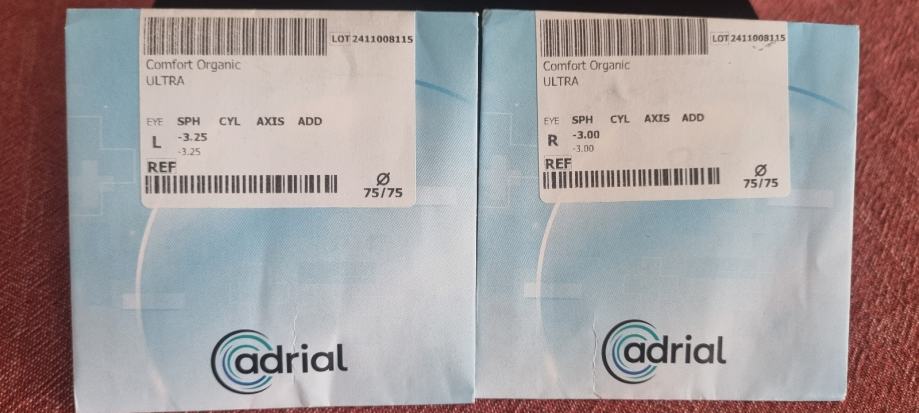 LOT 2411008115
Comfort Organic
ULTRA
EYE SPH CYL AXIS ADD
L -3.25
-3.25
REF
Ø
75/75
adrial
LOT 2411008115
Comfort Organic
ULTRA
EYE SPH CYL AXIS ADD
R -3.00
-3.00
REF
Ø
75/75
adrial